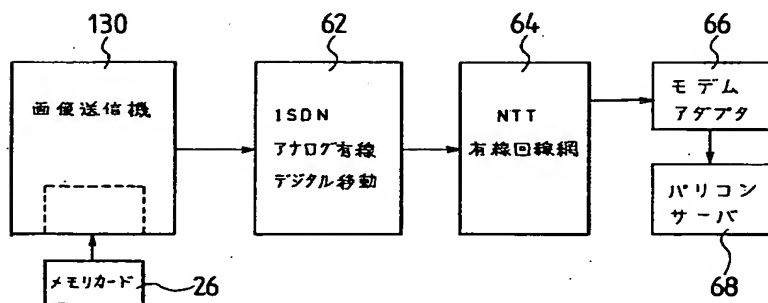 130
62
64
66
画像送信機
ISDN
アナログ有線
デジタル移動
NTT
有線回線網
モデム
アダプタ
パソコン
サーバ
68
メモリカード
26